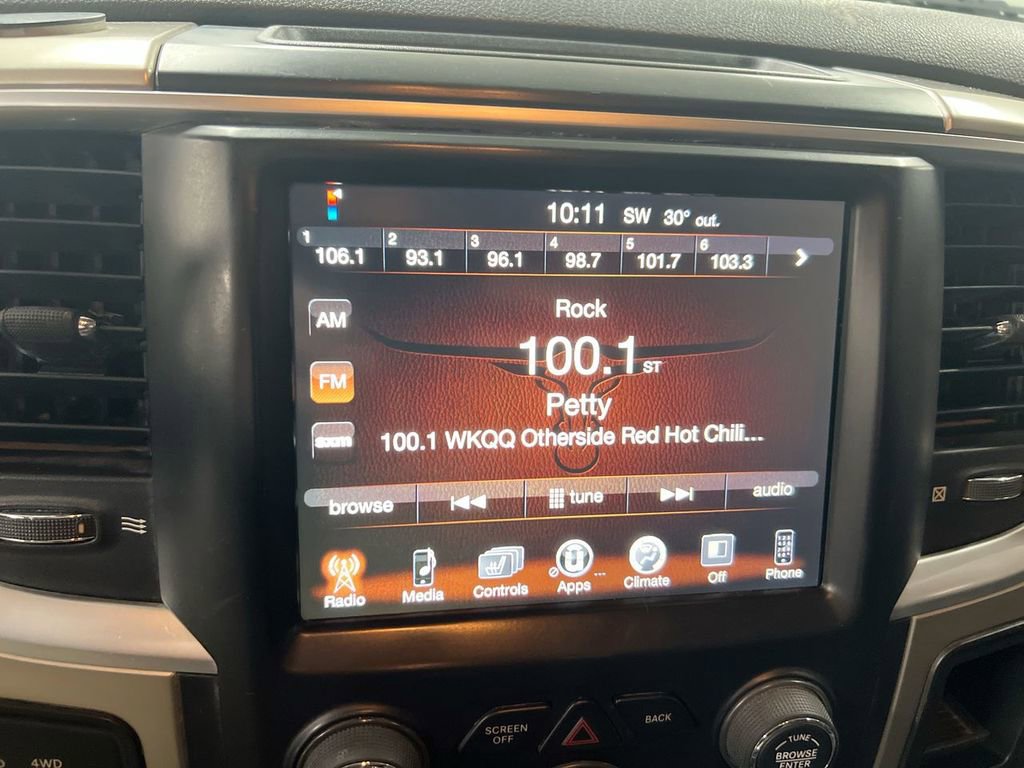 10:11 SW 30° out.
1 2 3 4 5 6
106.1 93.1 96.1 98.7 101.7 103.3
AM
Rock
100.1 ST
FM
Petty
sxm
100.1 WKQQ Otherside Red Hot Chili...
browse tune audio
Radio Media Controls Apps Climate Off Phone
SCREEN
OFF
BACK
TUNE
BROWSE
ENTER
4WD